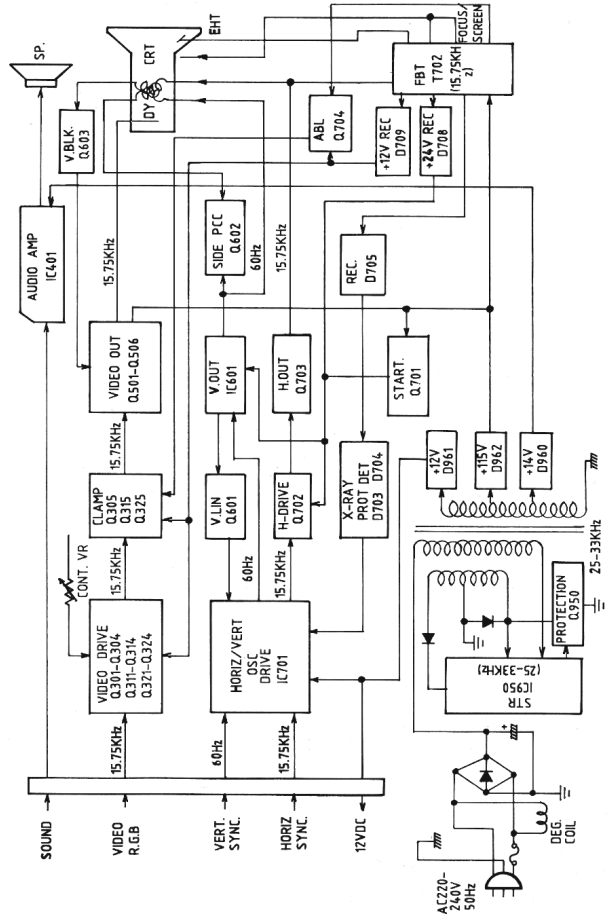 SP.
AUDIO AMP
IC401
V.BLK.
Q603
EHT
CRT
DY
FOCUS/
SCREEN
FBT
T702
(15.75KH
z)
ABL
Q704
+12V REC
D709
+24V REC
D708
SIDE PCC
Q602
REC.
D705
15.75KHz
60Hz
15.75KHz
VIDEO OUT
Q501-Q506
V.OUT
IC601
H.OUT
Q703
START.
Q701
15.75KHz
CLAMP
Q305
Q315
Q325
V.LIN
Q601
H-DRIVE
Q702
X-RAY
PROT DET
D703 D704
+12V
D961
+115V
D962
+14V
D960
CONT. VR
15.75KHz
60Hz
15.75KHz
25-33KHz
VIDEO DRIVE
Q301-Q304
Q311-Q314
Q321-Q324
HORIZ/VERT
OSC
DRIVE
IC701
STR
IC950
(25-33KHz)
PROTECTION
Q950
15.75KHz
60Hz
15.75KHz
+
SOUND
VIDEO
R.G.B
VERT.
SYNC.
HORIZ
SYNC.
12VDC
DEG.
COIL
AC220-
240V
50Hz